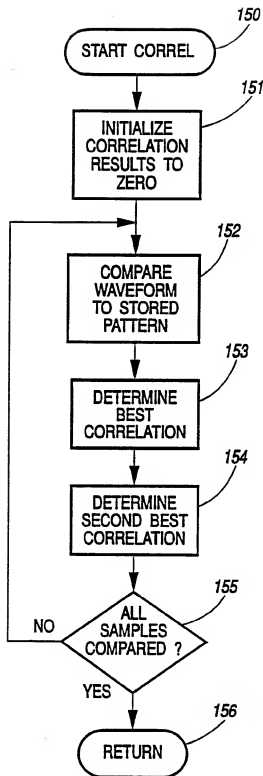 150
START CORREL
151
INITIALIZE
CORRELATION
RESULTS TO
ZERO
152
COMPARE
WAVEFORM
TO STORED
PATTERN
153
DETERMINE
BEST
CORRELATION
154
DETERMINE
SECOND BEST
CORRELATION
155
ALL
SAMPLES
COMPARED ?
NO
YES
156
RETURN